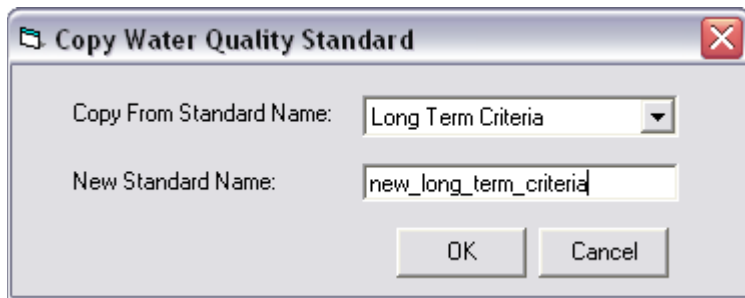 Copy Water Quality Standard
Copy From Standard Name: Long Term Criteria
New Standard Name: new_long_term_criteria
OK Cancel